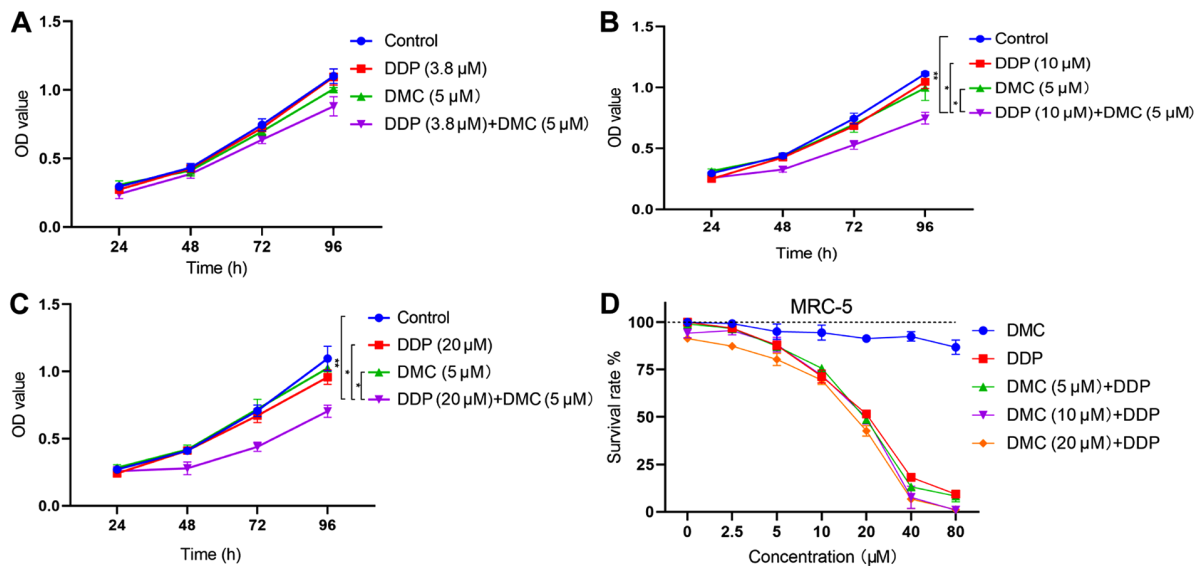 A
OD value
1.5
1.0
0.5
0.0
24 48 72 96
Time (h)
Control
DDP (3.8 μM)
DMC (5 μM)
DDP (3.8 μM)+DMC (5 μM)
B
OD value
1.5
1.0
0.5
0.0
24 48 72 96
Time (h)
Control
DDP (10 μM)
DMC (5 μM)
DDP (10 μM)+DMC (5 μM)
**
*
*
C
OD value
1.5
1.0
0.5
0.0
24 48 72 96
Time (h)
Control
DDP (20 μM)
DMC (5 μM)
DDP (20 μM)+DMC (5 μM)
**
*
*
D
MRC-5
Survival rate %
100
75
50
25
0
0 2.5 5 10 20 40 80
Concentration (μM)
DMC
DDP
DMC (5 μM)+DDP
DMC (10 μM)+DDP
DMC (20 μM)+DDP